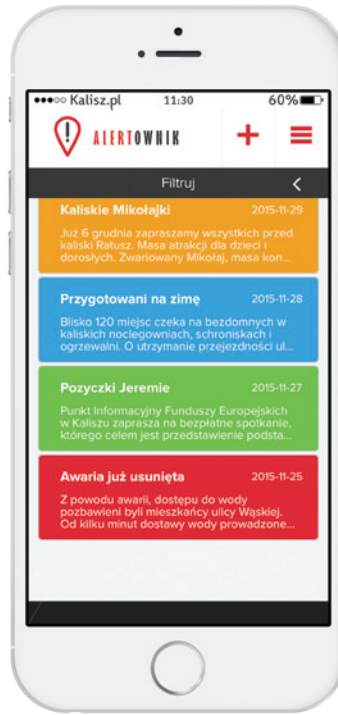 Kalisz.pl 11:30 60%
ALERTOWNIK
Filtruj
Kaliskie Mikołajki 2015-11-29
Już 6 grudnia zapraszamy wszystkich przed
kaliski Ratusz. Masa atrakcji dla dzieci i
dorosłych. Zwariowany Mikołaj, masa kon...
Przygotowani na zimę 2015-11-28
Blisko 120 miejsc czeka na bezdomnych w
kaliskich noclegowniach, schroniskach i
ogrzewalni. O utrzymanie przejezdności ul...
Pozyczki Jeremie 2015-11-27
Punkt Informacyjny Funduszy Europejskich
w Kaliszu zaprasza na bezpłatne spotkanie,
którego celem jest przedstawienie podsta...
Awaria już usunięta 2015-11-25
Z powodu awarii, dostępu do wody
pozbawieni byli mieszkańcy ulicy Wąskiej.
Od kilku minut dostawy wody prowadzone...